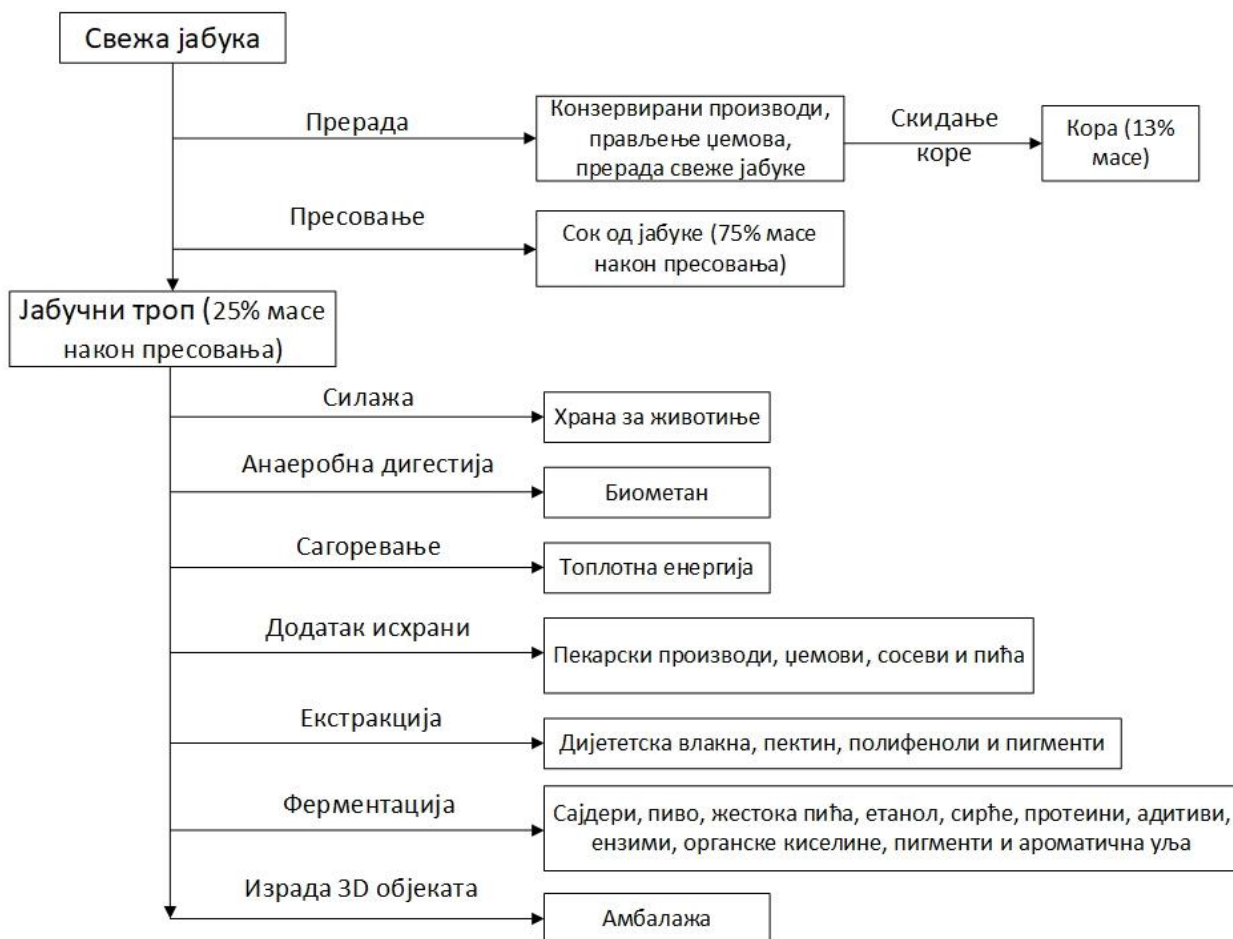 Свежа јабука
Прерада
Конзервирани производи,
прављење џемова,
прерада свеже јабуке
Скидање
коре
Кора (13%
масе)
Пресовање
Сок од јабуке (75% масе
након пресовања)
Јабучни троп (25% масе
након пресовања)
Силажа
Храна за животиње
Анаеробна дигестија
Биометан
Сагоревање
Топлотна енергија
Додатак исхрани
Пекарски производи, џемови, сосеви и пића
Екстракција
Дијететска влакна, пектин, полифеноли и пигменти
Ферментација
Сајдери, пиво, жестока пића, етанол, сирће, протеини, адитиви,
ензими, органске киселине, пигменти и ароматична уља
Израда 3D објеката
Амбалажа